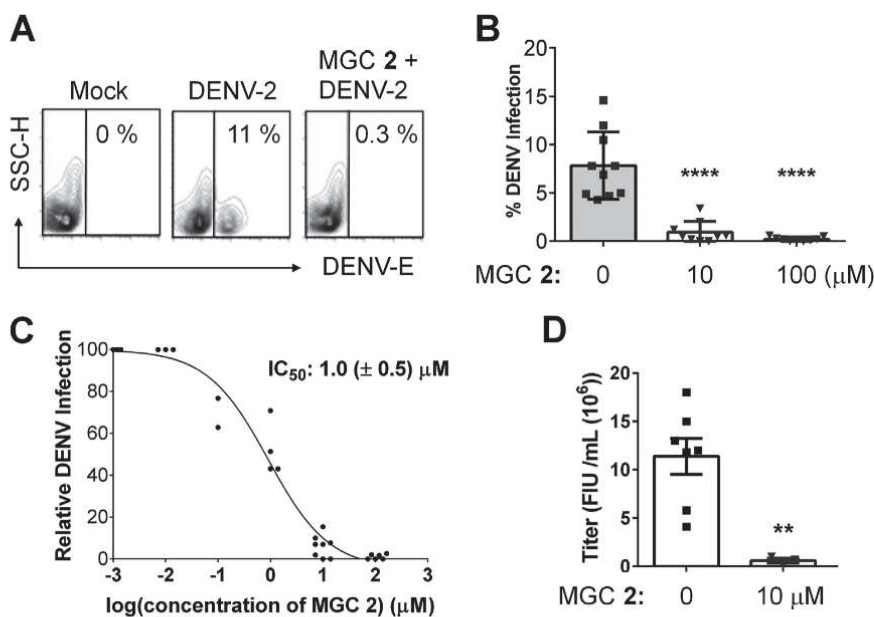 A
Mock
DENV-2
MGC 2 +
DENV-2
SSC-H
0 %
11 %
0.3 %
DENV-E
B
% DENV Infection
20
15
10
5
0
****
****
MGC 2: 0 10 100 (μM)
C
Relative DENV Infection
100
80
60
40
20
0
IC50: 1.0 (± 0.5) μM
-3 -2 -1 0 1 2 3
log(concentration of MGC 2) (μM)
D
Titer (FIU /mL (10⁶))
20
15
10
5
0
**
MGC 2: 0 10 μM